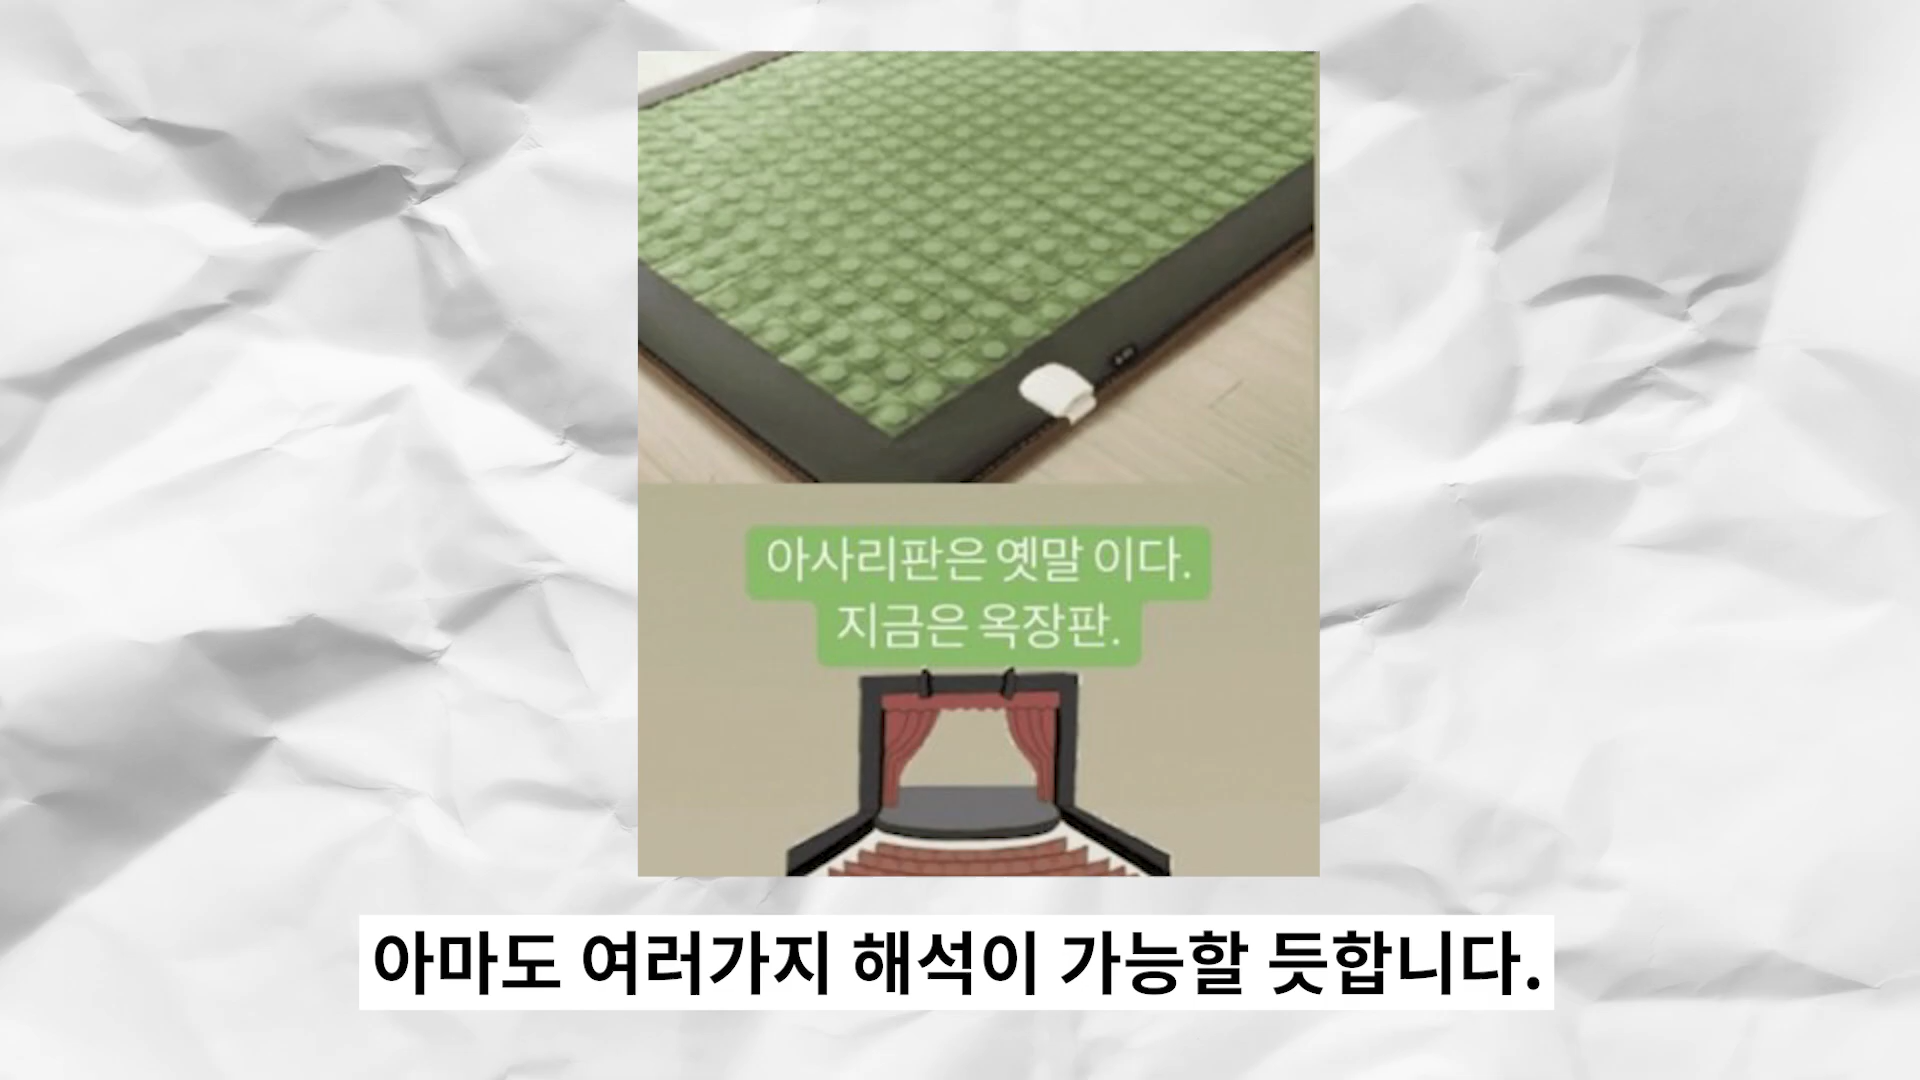 아사리판은 옛말 이다.
지금은 옥장판.
아마도 여러가지 해석이 가능할 듯합니다.